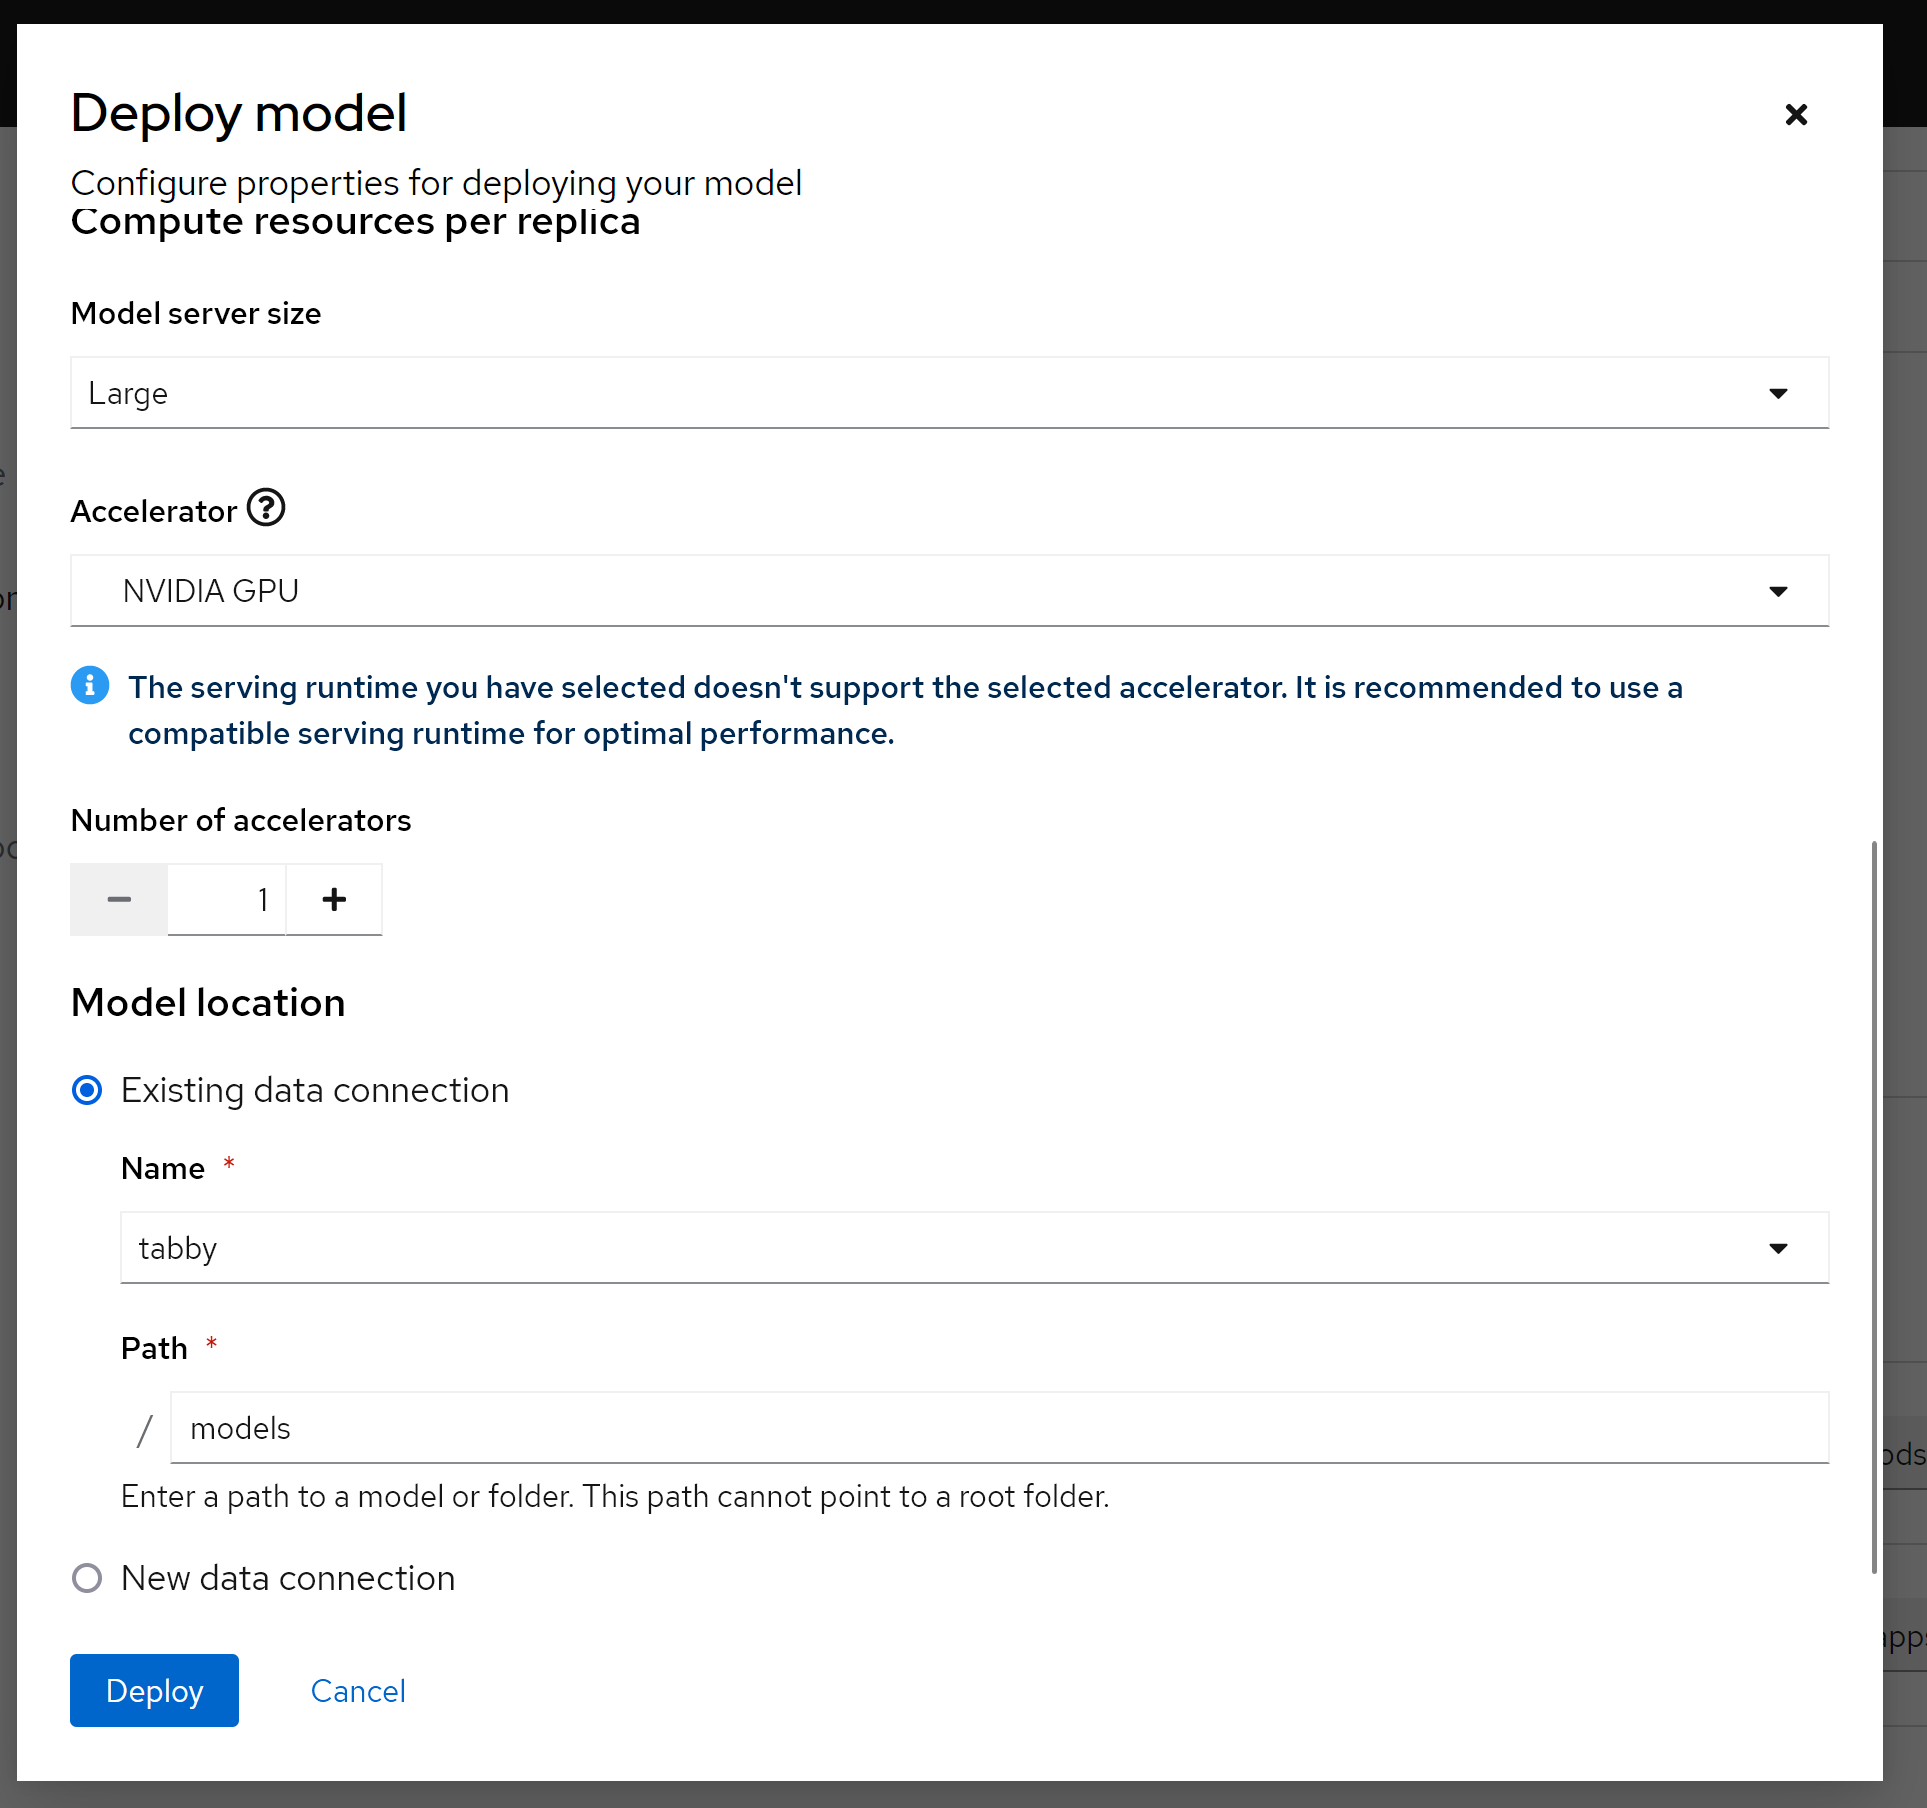 Deploy model
Configure properties for deploying your model
Compute resources per replica
Model server size
Large
Accelerator
NVIDIA GPU
The serving runtime you have selected doesn't support the selected accelerator. It is recommended to use a
compatible serving runtime for optimal performance.
Number of accelerators
1
Model location
Existing data connection
Name *
tabby
Path *
/ models
Enter a path to a model or folder. This path cannot point to a root folder.
New data connection
Deploy Cancel